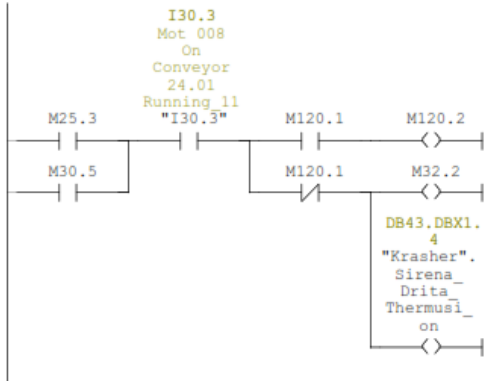 I30.3
Mot 008
On
Conveyor
24.01
Running_11
M25.3 "I30.3" M120.1 M120.2
M30.5 M120.1 M32.2
DB43.DBX1.
4
"Krasher".
Sirena_
Drita_
Thermusi_
on